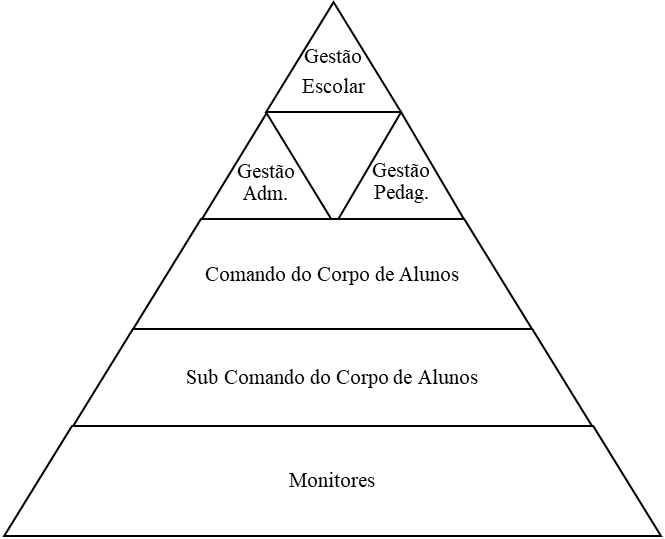 Gestão
Escolar
Gestão
Adm.
Gestão
Pedag.
Comando do Corpo de Alunos
Sub Comando do Corpo de Alunos
Monitores